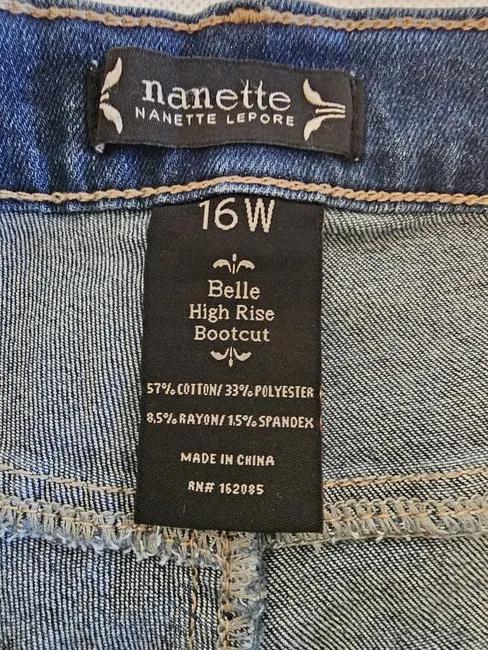 nanette
NANETTE LEPORE
16W
Belle
High Rise
Bootcut
57% COTTON/ 33% POLYESTER
8.5% RAYON/ 1.5% SPANDEX
MADE IN CHINA
RN# 162085